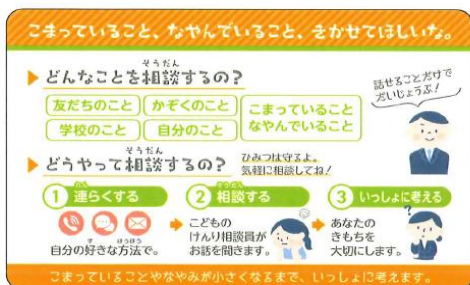 こまっていること、なやんでいること、きかせてほしいな。
そうだん
どんなことを相談するの？
友だちのこと
かぞくのこと
学校のこと
自分のこと
こまっていること
なやんでいること
話せることだけで
だいじょうぶ！
そうだん
どうやって相談するの？
ひみつは守るよ。
気軽に相談してね！
1 連らくする
自分の好きな方法で。
2 相談する
こどもの
けんり相談員が
お話を聞きます。
3 いっしょに考える
あなたの
きもちを
大切にします。
こまっていることやなやみが小さくなるまで、いっしょに考えます。